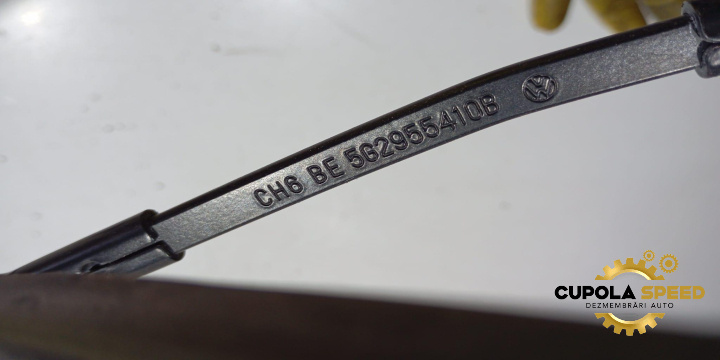 CH6 BE 5G2955410B
CUPOLA SPEED
DEZMEMBRĂRI AUTO